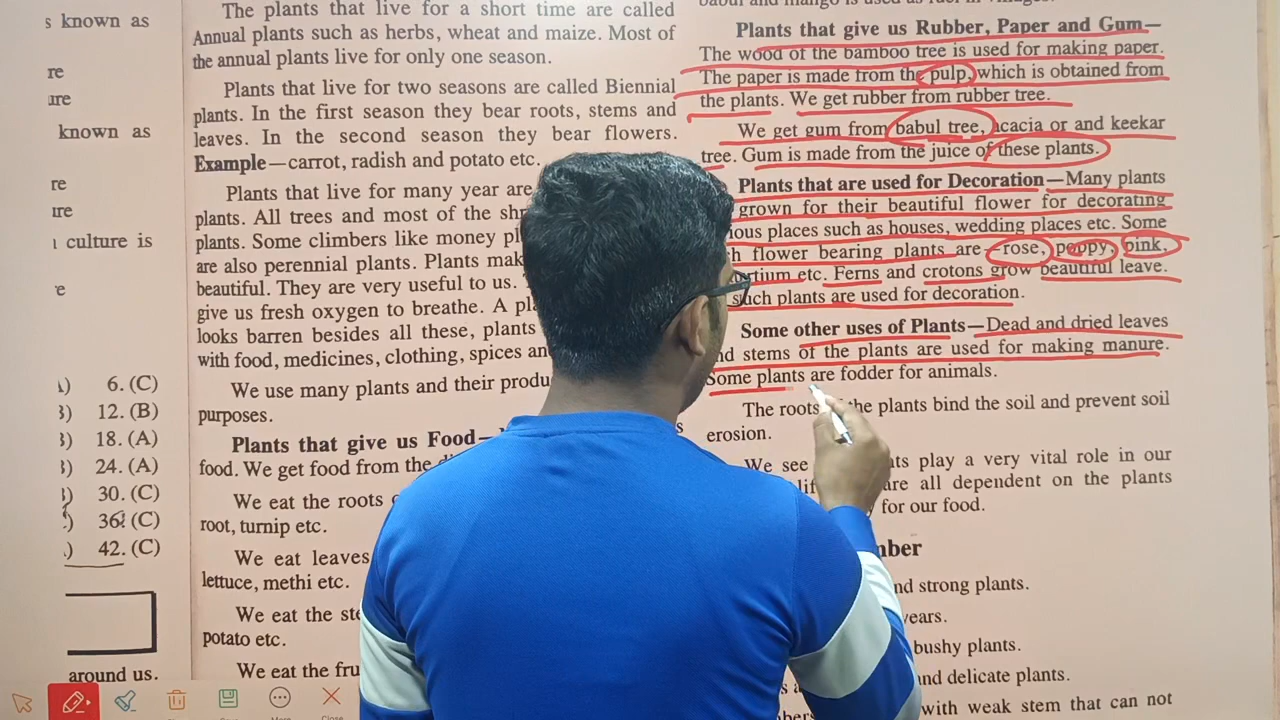 s known as
re
ure
known as
re
ure
culture is
6. (C)
12. (B)
18. (A)
24. (A)
30. (C)
36. (C)
42. (C)
around us.
The plants that live for a short time are called
Annual plants such as herbs, wheat and maize. Most of
the annual plants live for only one season.
Plants that live for two seasons are called Biennial
plants. In the first season they bear roots, stems and
leaves. In the second season they bear flowers.
Example—carrot, radish and potato etc.
Plants that live for many year are
plants. All trees and most of the
plants. Some climbers like money
are also perennial plants. Plants
beautiful. They are very useful to us.
give us fresh oxygen to breathe. A
looks barren besides all these, plants
with food, medicines, clothing, spices
We use many plants and their
purposes.
Plants that give us Food—
food. We get food from the
We eat the roots
root, turnip etc.
We eat leaves
lettuce, methi etc.
We eat the
potato etc.
We eat the
Plants that give us Rubber, Paper and Gum—
The wood of the bamboo tree is used for making paper.
The paper is made from the pulp, which is obtained from
the plants. We get rubber from rubber tree.
We get gum from babul tree, acacia or and keekar
tree. Gum is made from the juice of these plants.
Plants that are used for Decoration—Many plants
grown for their beautiful flower for decorating
places such as houses, wedding places etc. Some
flower bearing plants are—rose, poppy, pink,
etc. Ferns and crotons grow beautiful leave.
such plants are used for decoration.
Some other uses of Plants—Dead and dried leaves
and stems of the plants are used for making manure.
Some plants are fodder for animals.
The roots the plants bind the soil and prevent soil
erosion.
We see play a very vital role in our
are all dependent on the plants
for our food.
and strong plants.
years.
bushy plants.
and delicate plants.
with weak stem that can not